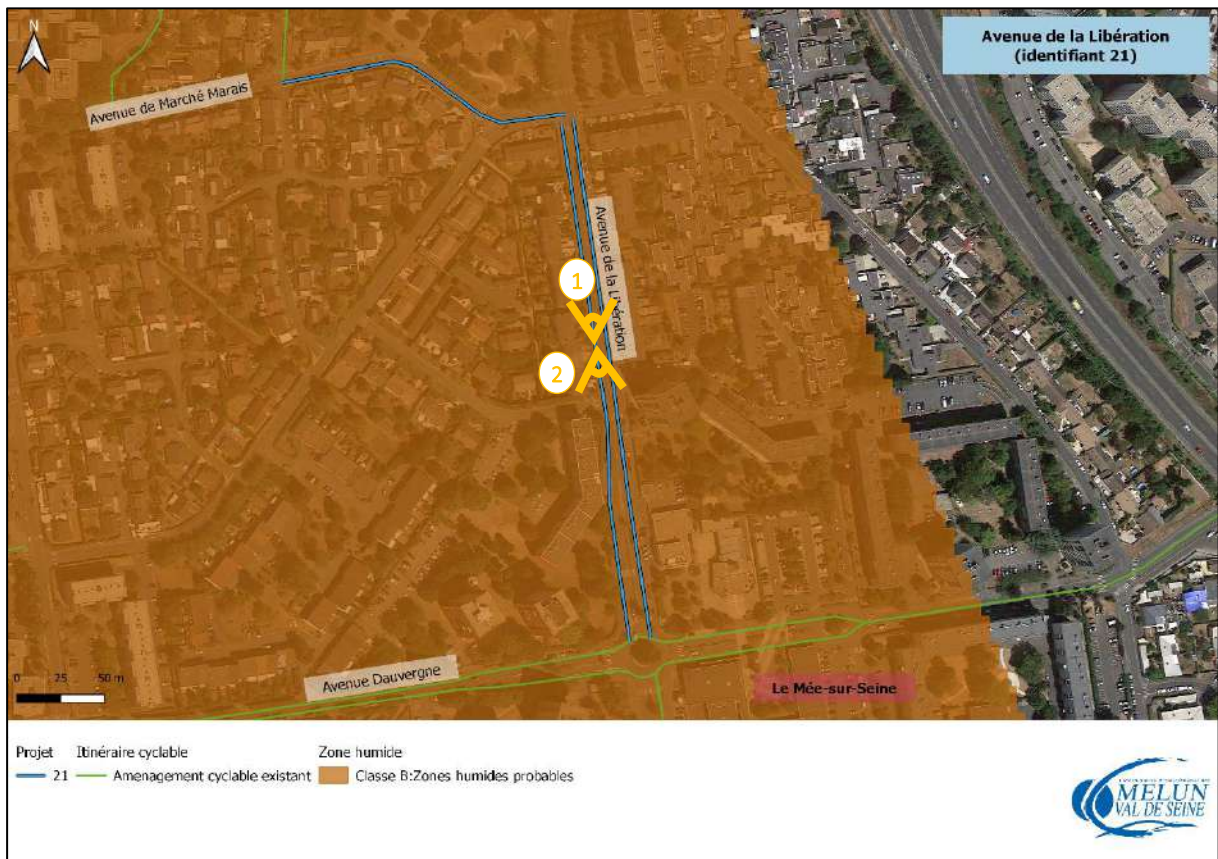 N
Avenue de la Libération
(identifiant 21)
Avenue de Marché Marais
Avenue de la Libération
1
2
Avenue Dauvergne
0 25 50 m
Le Mée-sur-Seine
Projet Itinéraire cyclable Zone humide
21 Amenagement cyclable existant Classe B:Zones humides probables
MELUN
VAL DE SEINE